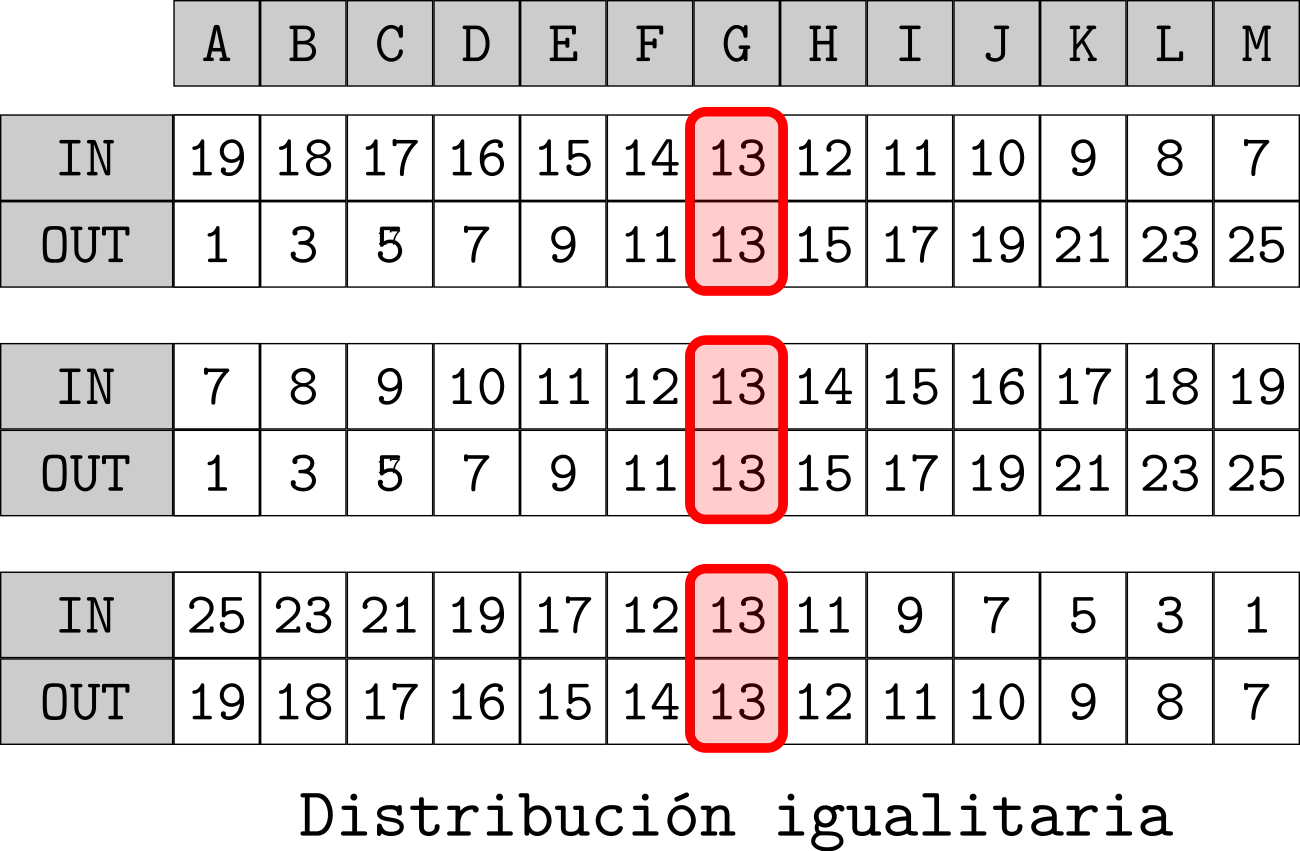 A B C D E F G H I J K L M
IN 19 18 17 16 15 14 13 12 11 10 9 8 7
OUT 1 3 5 7 9 11 13 15 17 19 21 23 25
IN 7 8 9 10 11 12 13 14 15 16 17 18 19
OUT 1 3 5 7 9 11 13 15 17 19 21 23 25
IN 25 23 21 19 17 12 13 11 9 7 5 3 1
OUT 19 18 17 16 15 14 13 12 11 10 9 8 7
Distribución igualitaria